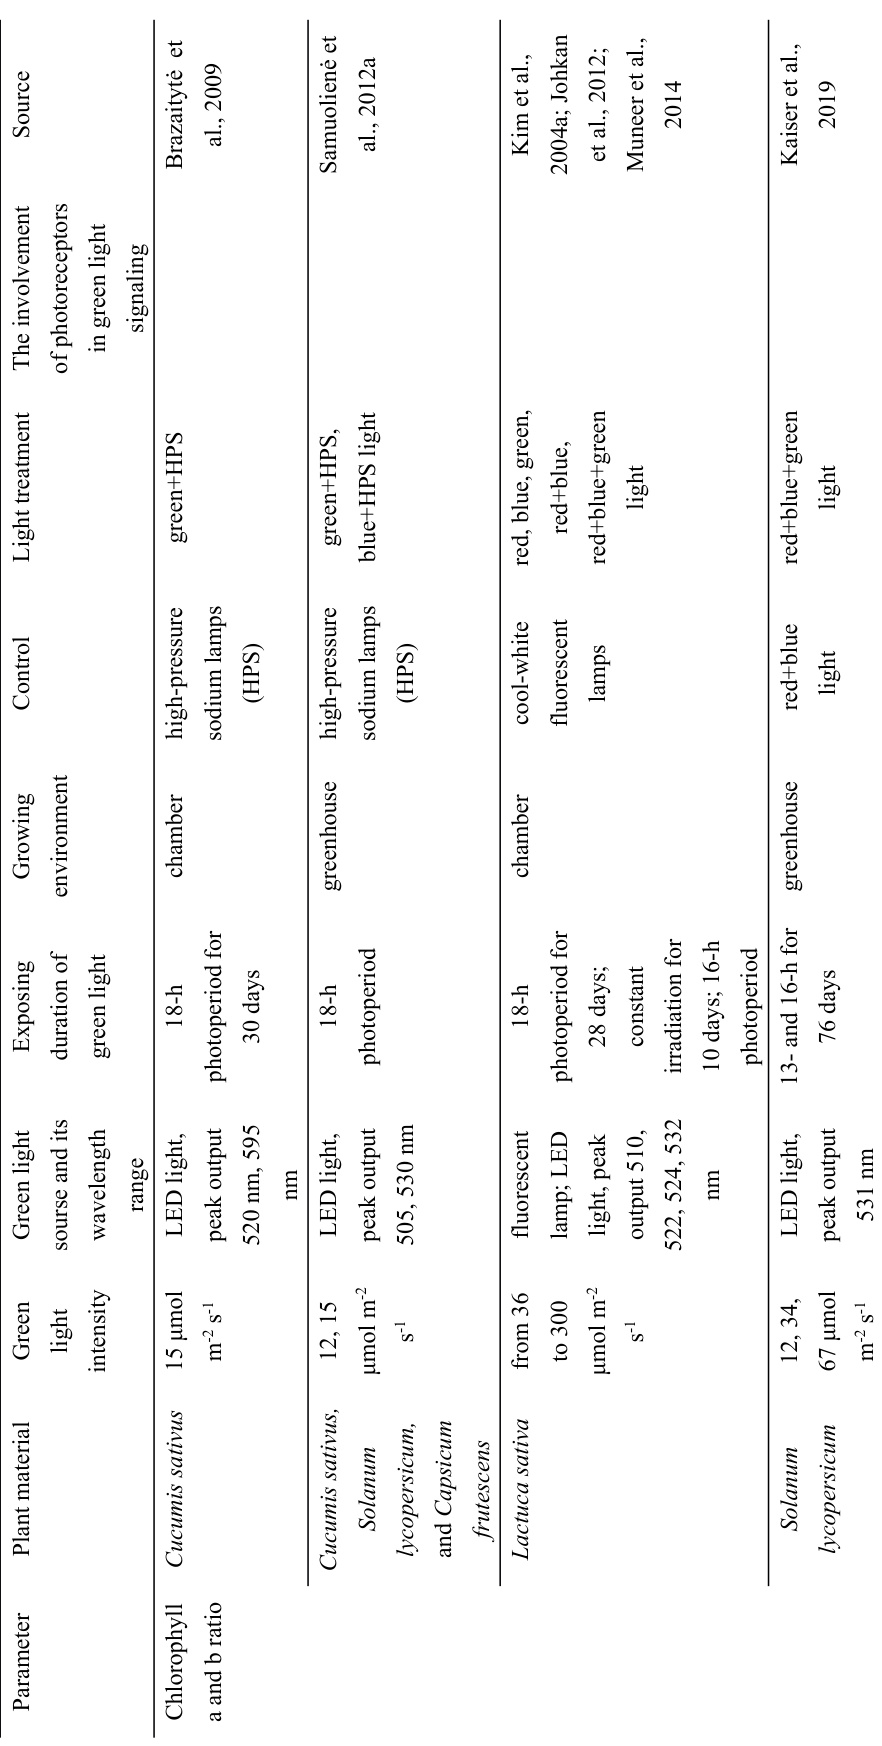 Parameter
Plant material
Green
light
intensity
Green light
sourse and its
wavelength
range
Exposing
duration of
green light
Growing
environment
Control
Light treatment
The involvement
of photoreceptors
in green light
signaling
Source
Chlorophyll
a and b ratio
Cucumis sativus
15 μmol
m-2 s-1
LED light,
peak output
520 nm, 595
nm
18-h
photoperiod for
30 days
chamber
high-pressure
sodium lamps
(HPS)
green+HPS
Brazaitytė et
al., 2009
Cucumis sativus,
Solanum
lycopersicum,
and Capsicum
frutescens
12, 15
μmol m-2
s-1
LED light,
peak output
505, 530 nm
18-h
photoperiod
greenhouse
high-pressure
sodium lamps
(HPS)
green+HPS,
blue+HPS light
Samuolienė et
al., 2012a
Lactuca sativa
from 36
to 300
μmol m-2
s-1
fluorescent
lamp; LED
light, peak
output 510,
522, 524, 532
nm
18-h
photoperiod for
28 days;
constant
irradiation for
10 days; 16-h
photoperiod
chamber
cool-white
fluorescent
lamps
red, blue, green,
red+blue,
red+blue+green
light
Kim et al.,
2004a; Johkan
et al., 2012;
Muneer et al.,
2014
Solanum
lycopersicum
12, 34,
67 μmol
m-2 s-1
LED light,
peak output
531 nm
13- and 16-h for
76 days
greenhouse
red+blue
light
red+blue+green
light
Kaiser et al.,
2019